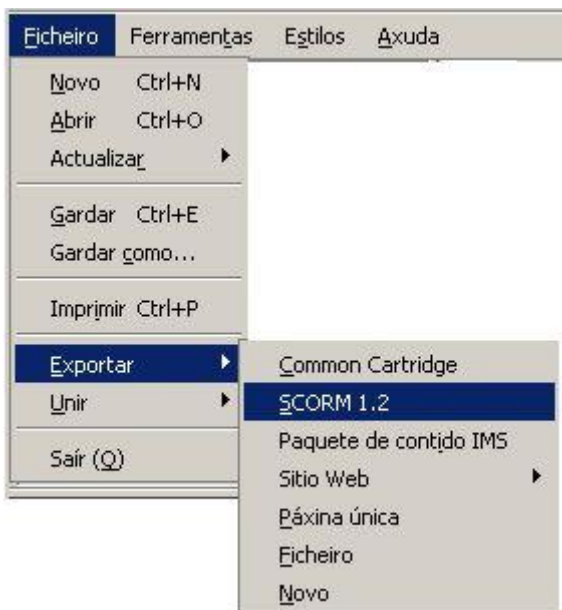 Ficheiro Ferramentas Estilos Axuda
Novo Ctrl+N
Abrir Ctrl+O
Actualizar
Gardar Ctrl+E
Gardar como...
Imprimir Ctrl+P
Exportar
Unir
Saír (Q)
Common Cartridge
SCORM 1.2
Paquete de contido IMS
Sitio Web
Páxina única
Ficheiro
Novo